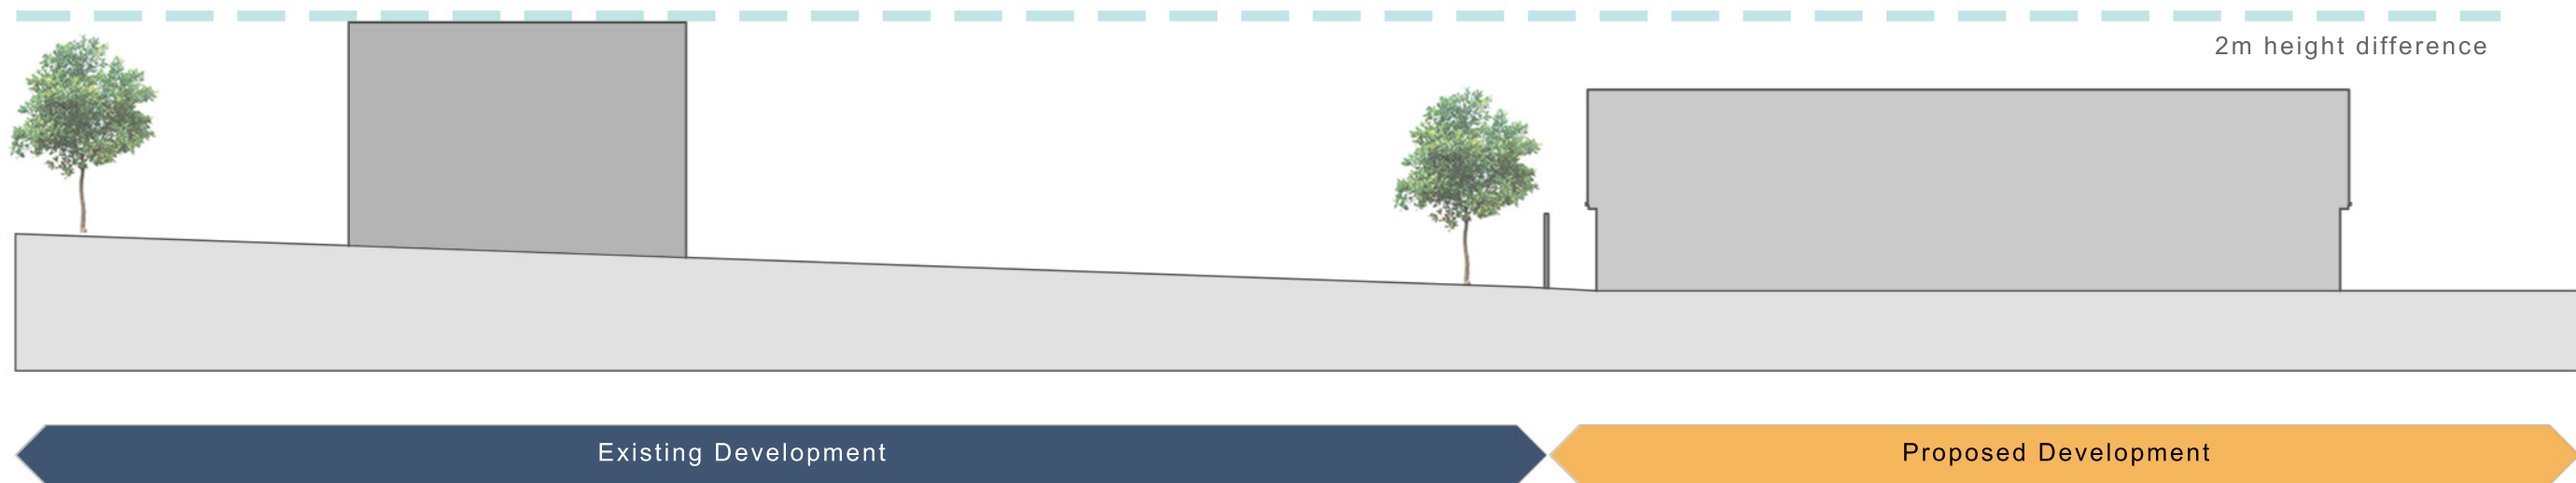 2m height difference
Existing Development
Proposed Development